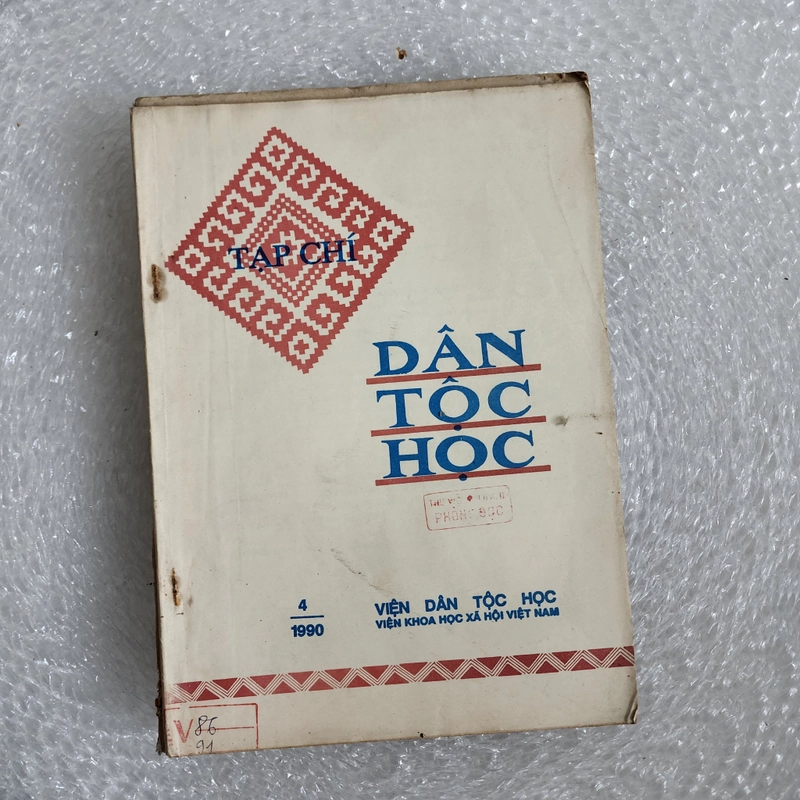 TẠP CHÍ
DÂN
TỘC
HỌC
PHÒNG ĐỌC
4
1990
VIỆN DÂN TỘC HỌC
VIỆN KHOA HỌC XÃ HỘI VIỆT NAM
V 86
91